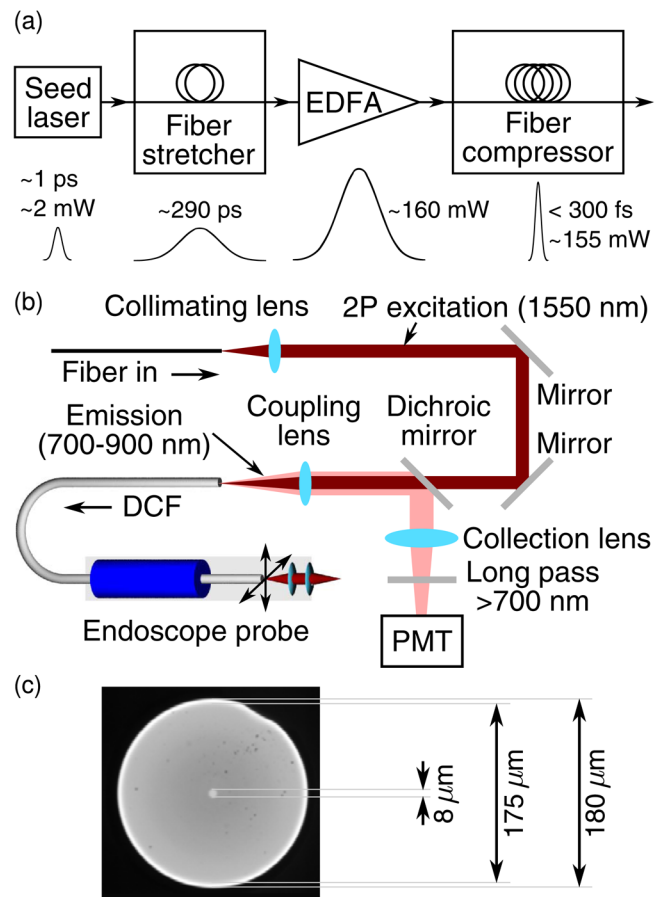 (a)
Seed
laser
Fiber
stretcher
EDFA
Fiber
compressor
~1 ps
~2 mW
~290 ps
~160 mW
< 300 fs
~155 mW
(b)
Collimating lens
2P excitation (1550 nm)
Fiber in
Mirror
Emission
(700-900 nm)
Coupling
lens
Dichroic
mirror
Mirror
DCF
Collection lens
Long pass
>700 nm
Endoscope probe
PMT
(c)
8 μm
175 μm
180 μm